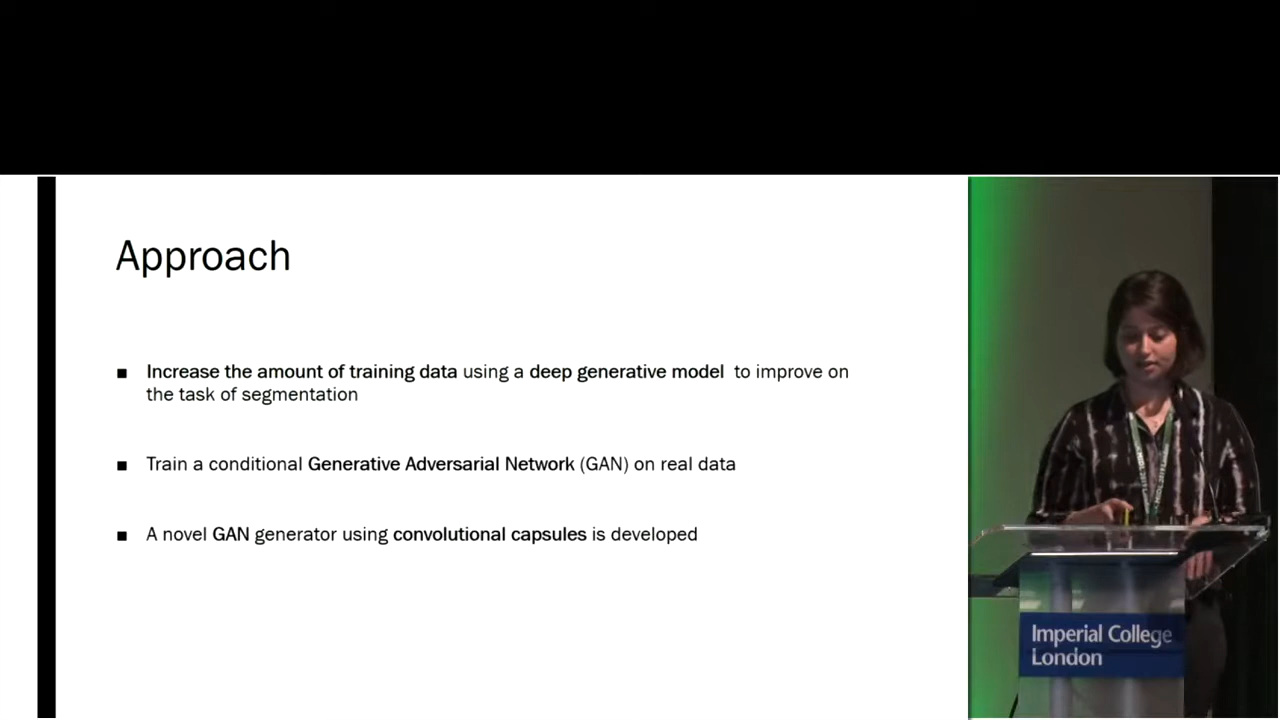 Approach
■ Increase the amount of training data using a deep generative model to improve on
the task of segmentation
■ Train a conditional Generative Adversarial Network (GAN) on real data
■ A novel GAN generator using convolutional capsules is developed
Imperial College
London